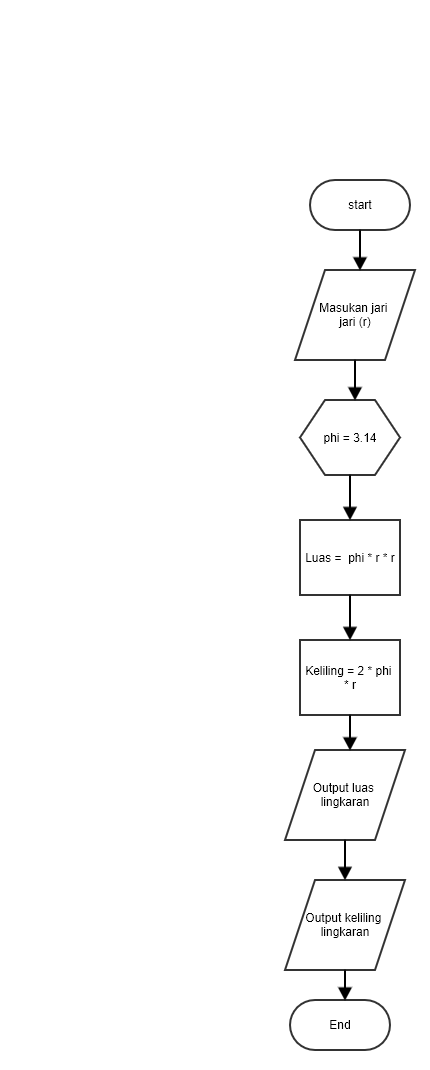 start
Masukan jari
jari (r)
phi = 3.14
Luas =  phi * r * r
Keliling = 2 * phi
* r
Output luas
lingkaran
Output keliling
lingkaran
End